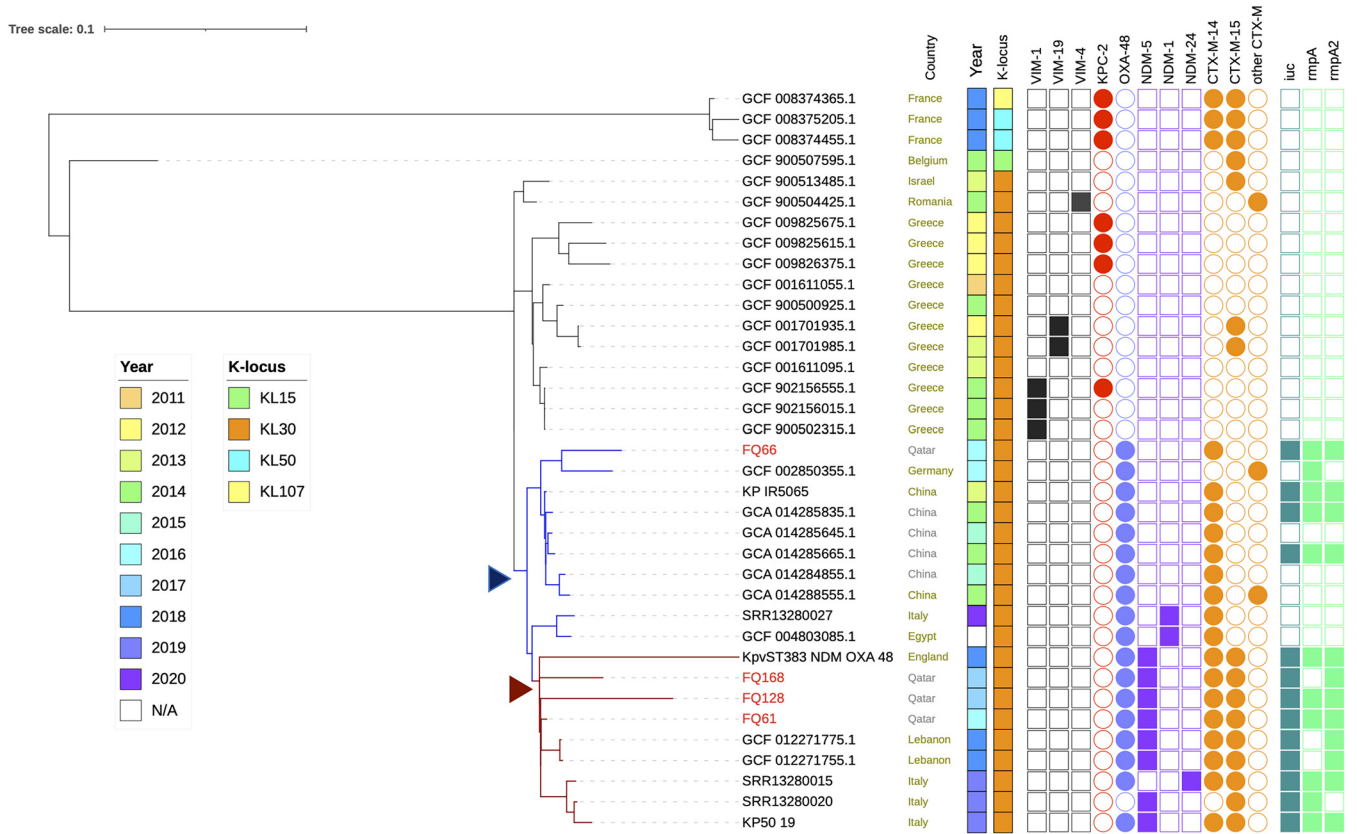 Tree scale: 0.1
Country
Year
K-locus
VIM-1
VIM-19
VIM-4
KPC-2
OXA-48
NDM-5
NDM-1
NDM-24
CTX-M-14
CTX-M-15
other CTX-M
iuc
rmpA
rmpA2
GCF 008374365.1 France
GCF 008375205.1 France
GCF 008374455.1 France
GCF 900507595.1 Belgium
GCF 900513485.1 Israel
GCF 900504425.1 Romania
GCF 009825675.1 Greece
GCF 009825615.1 Greece
GCF 009826375.1 Greece
GCF 001611055.1 Greece
GCF 900500925.1 Greece
GCF 001701935.1 Greece
GCF 001701985.1 Greece
GCF 001611095.1 Greece
GCF 902156555.1 Greece
GCF 902156015.1 Greece
GCF 900502315.1 Greece
FQ66 Qatar
GCF 002850355.1 Germany
KP IR5065 China
GCA 014285835.1 China
GCA 014285645.1 China
GCA 014285665.1 China
GCA 014284855.1 China
GCA 014288555.1 China
SRR13280027 Italy
GCF 004803085.1 Egypt
KpvST383 NDM OXA 48 England
FQ168 Qatar
FQ128 Qatar
FQ61 Qatar
GCF 012271775.1 Lebanon
GCF 012271755.1 Lebanon
SRR13280015 Italy
SRR13280020 Italy
KP50 19 Italy
Year
2011
2012
2013
2014
2015
2016
2017
2018
2019
2020
N/A
K-locus
KL15
KL30
KL50
KL107